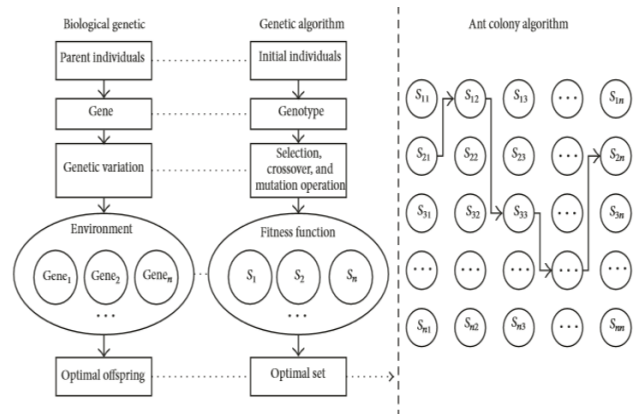 Biological genetic
Genetic algorithm
Ant colony algorithm
Parent individuals
Initial individuals
Gene
Genotype
Genetic variation
Selection,
crossover, and
mutation operation
Environment
Gene₁ Gene₂ Geneₙ
...
Fitness function
S₁ S₂ Sₙ
...
Optimal offspring
Optimal set
S₁₁ S₁₂ S₁₃ ... S₁ₙ
S₂₁ S₂₂ S₂₃ ... S₂ₙ
S₃₁ S₃₂ S₃₃ ... S₃ₙ
... ... ... ... ...
Sₙ₁ Sₙ₂ Sₙ₃ ... Sₙₙ